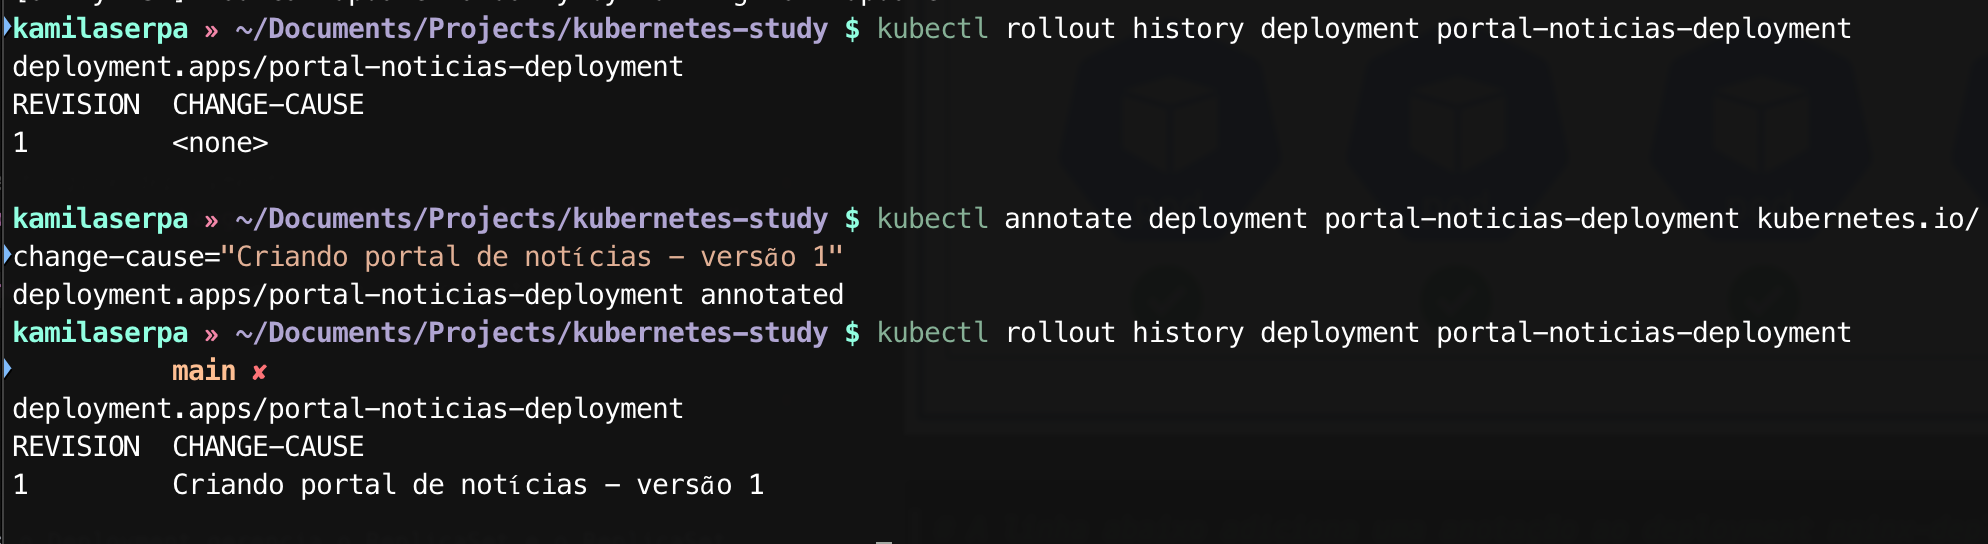 kamilaserpa » ~/Documents/Projects/kubernetes-study $ kubectl rollout history deployment portal-noticias-deployment
deployment.apps/portal-noticias-deployment
REVISION  CHANGE-CAUSE
1         <none>
kamilaserpa » ~/Documents/Projects/kubernetes-study $ kubectl annotate deployment portal-noticias-deployment kubernetes.io/
change-cause="Criando portal de notícias - versão 1"
deployment.apps/portal-noticias-deployment annotated
kamilaserpa » ~/Documents/Projects/kubernetes-study $ kubectl rollout history deployment portal-noticias-deployment
main ✘
deployment.apps/portal-noticias-deployment
REVISION  CHANGE-CAUSE
1         Criando portal de notícias - versão 1